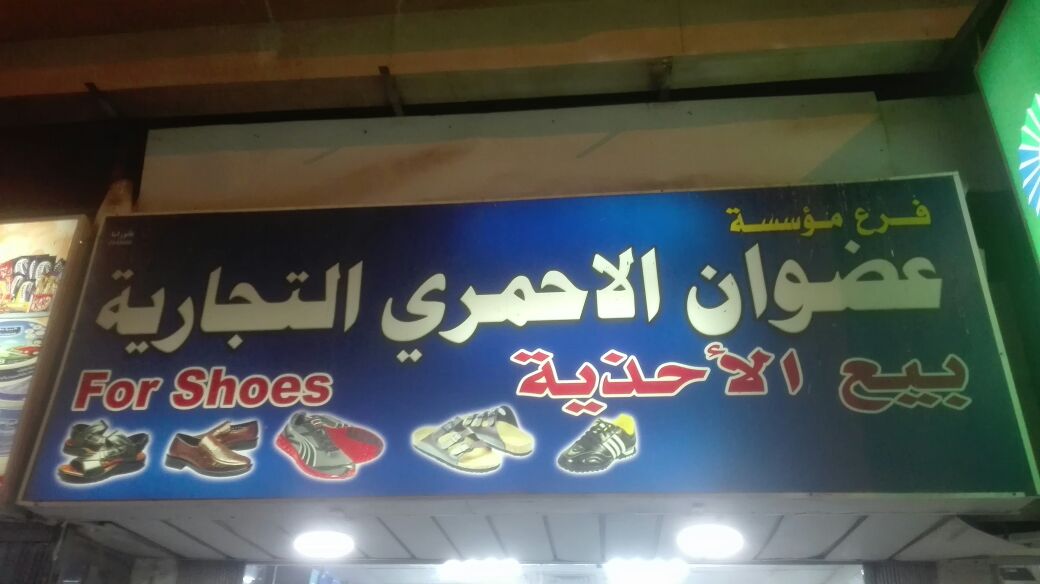 فرع مؤسسة
عضوان الاحمري التجارية
بيع الأحذية
For Shoes